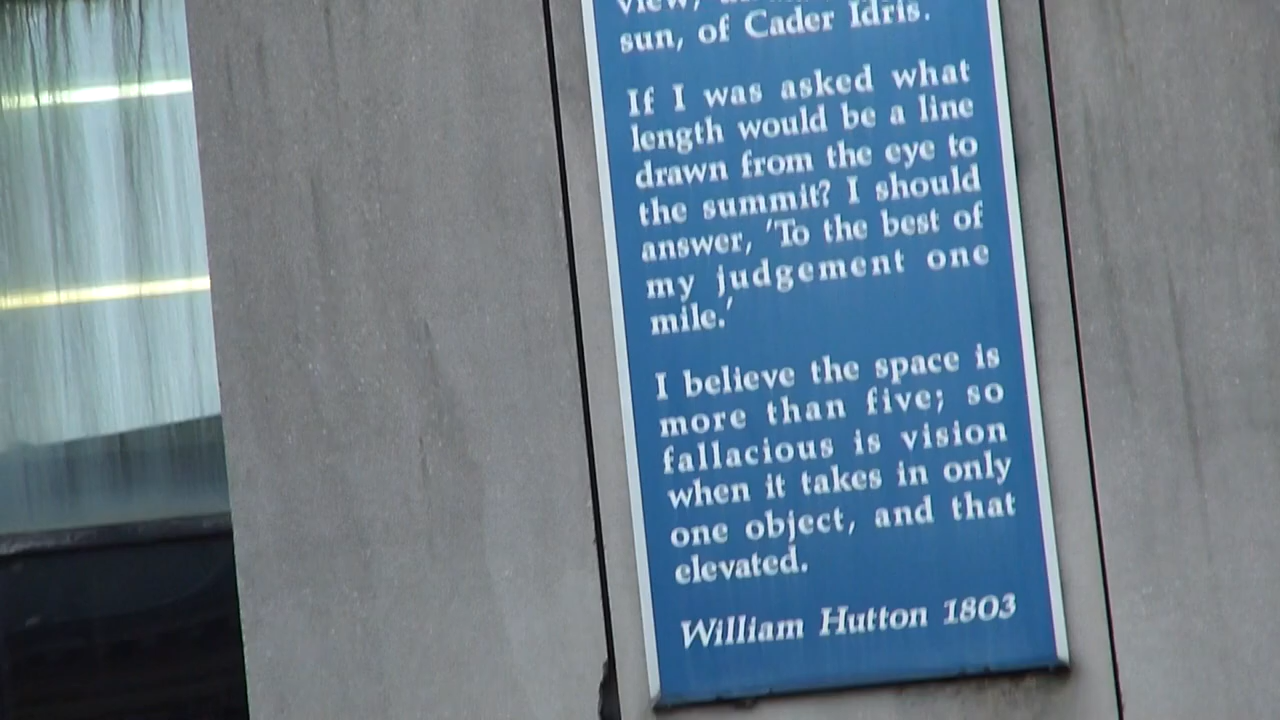 view,
sun, of Cader Idris.
If I was asked what
length would be a line
drawn from the eye to
the summit? I should
answer, 'To the best of
my judgement one
mile.'
I believe the space is
more than five; so
fallacious is vision
when it takes in only
one object, and that
elevated.
William Hutton 1803